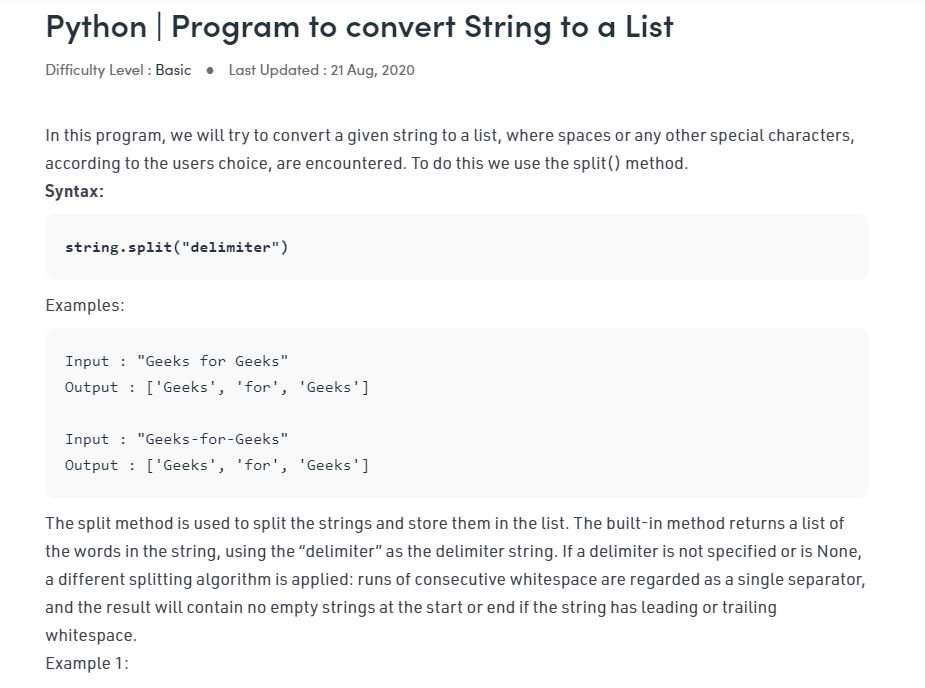 Python | Program to convert String to a List
Difficulty Level : Basic ● Last Updated : 21 Aug, 2020
In this program, we will try to convert a given string to a list, where spaces or any other special characters,
according to the users choice, are encountered. To do this we use the split() method.
Syntax:
string.split("delimiter")
Examples:
Input : "Geeks for Geeks"
Output : ['Geeks', 'for', 'Geeks']
Input : "Geeks-for-Geeks"
Output : ['Geeks', 'for', 'Geeks']
The split method is used to split the strings and store them in the list. The built-in method returns a list of
the words in the string, using the “delimiter” as the delimiter string. If a delimiter is not specified or is None,
a different splitting algorithm is applied: runs of consecutive whitespace are regarded as a single separator,
and the result will contain no empty strings at the start or end if the string has leading or trailing
whitespace.
Example 1: